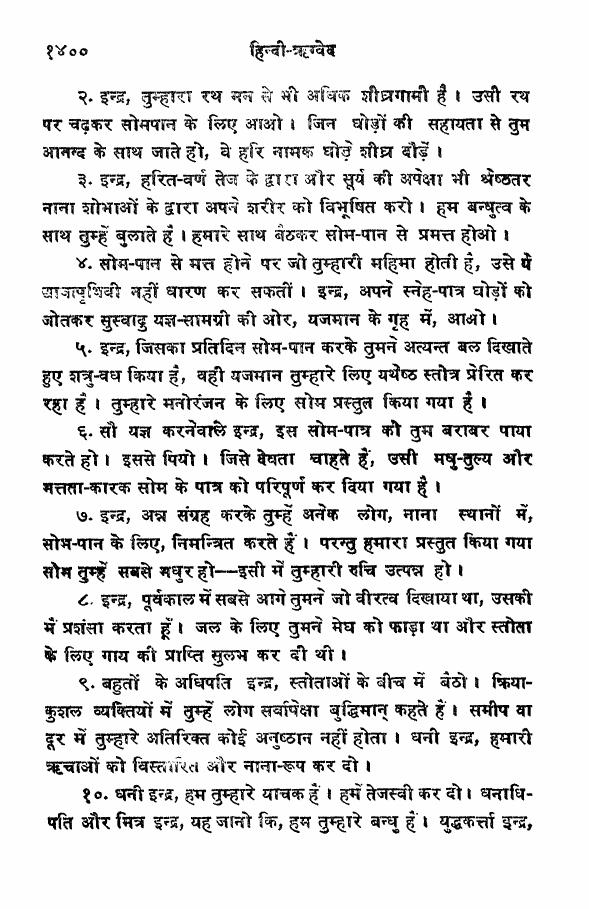 १४०० हिन्दी-ऋग्वेद
२. इन्द्र, तुम्हारा रथ मन से भी अधिक शीघ्रगामी है। उसी रथ
पर चढ़कर सोमपान के लिए आओ। जिन घोड़ों की सहायता से तुम
आनन्द के साथ जाते हो, वे हरि नामक घोड़े शीघ्र दौड़ें।
३. इन्द्र, हरित-वर्ण तेज के द्वारा और सूर्य की अपेक्षा भी श्रेष्ठतर
नाना शोभाओं के द्वारा अपने शरीर को विभूषित करो। हम बन्धुत्व के
साथ तुम्हें बुलाते हैं। हमारे साथ बैठकर सोम-पान से प्रमत्त होओ।
४. सोम-पान से मत्त होने पर जो तुम्हारी महिमा होती है, उसे ये
द्यावापृथिवी नहीं धारण कर सकतीं। इन्द्र, अपने स्नेह-पात्र घोड़ों को
जोतकर सुस्वादु यज्ञ-सामग्री की ओर, यजमान के गृह में, आओ।
५. इन्द्र, जिसका प्रतिदिन सोम-पान करके तुमने अत्यन्त बल दिखाते
हुए शत्रु-वध किया है, वही यजमान तुम्हारे लिए यथेष्ठ स्तोत्र प्रेरित कर
रहा है। तुम्हारे मनोरंजन के लिए सोम प्रस्तुत किया गया है।
६. सौ यज्ञ करनेवाले इन्द्र, इस सोम-पात्र को तुम बराबर पाया
करते हो। इससे पियो। जिसे देवता चाहते हैं, उसी मधु-तुल्य और
मत्तता-कारक सोम के पात्र को परिपूर्ण कर दिया गया है।
७. इन्द्र, अन्न संग्रह करके तुम्हें अनेक लोग, नाना स्थानों में,
सोम-पान के लिए, निमन्त्रित करते हैं। परन्तु हमारा प्रस्तुत किया गया
सोम तुम्हें सबसे मधुर हो--इसी में तुम्हारी रुचि उत्पन्न हो।
८. इन्द्र, पूर्वकाल में सबसे आगे तुमने जो वीरत्व दिखाया था, उसकी
मैं प्रशंसा करता हूँ। जल के लिए तुमने मेघ को फाड़ा था और स्तोता
के लिए गाय की प्राप्ति सुलभ कर दी थी।
९. बहुतों के अधिपति इन्द्र, स्तोताओं के बीच में बैठो। क्रिया-
कुशल व्यक्तियों में तुम्हें लोग सर्वापेक्षा बुद्धिमान् कहते हैं। समीप वा
दूर में तुम्हारे अतिरिक्त कोई अनुष्ठान नहीं होता। धनी इन्द्र, हमारी
ऋचाओं को विस्तारित और नाना-रूप कर दो।
१०. धनी इन्द्र, हम तुम्हारे याचक हैं। हमें तेजस्वी कर दो। धनाधि-
पति और मित्र इन्द्र, यह जानो कि, हम तुम्हारे बन्धु हैं। युद्धकर्त्ता इन्द्र,